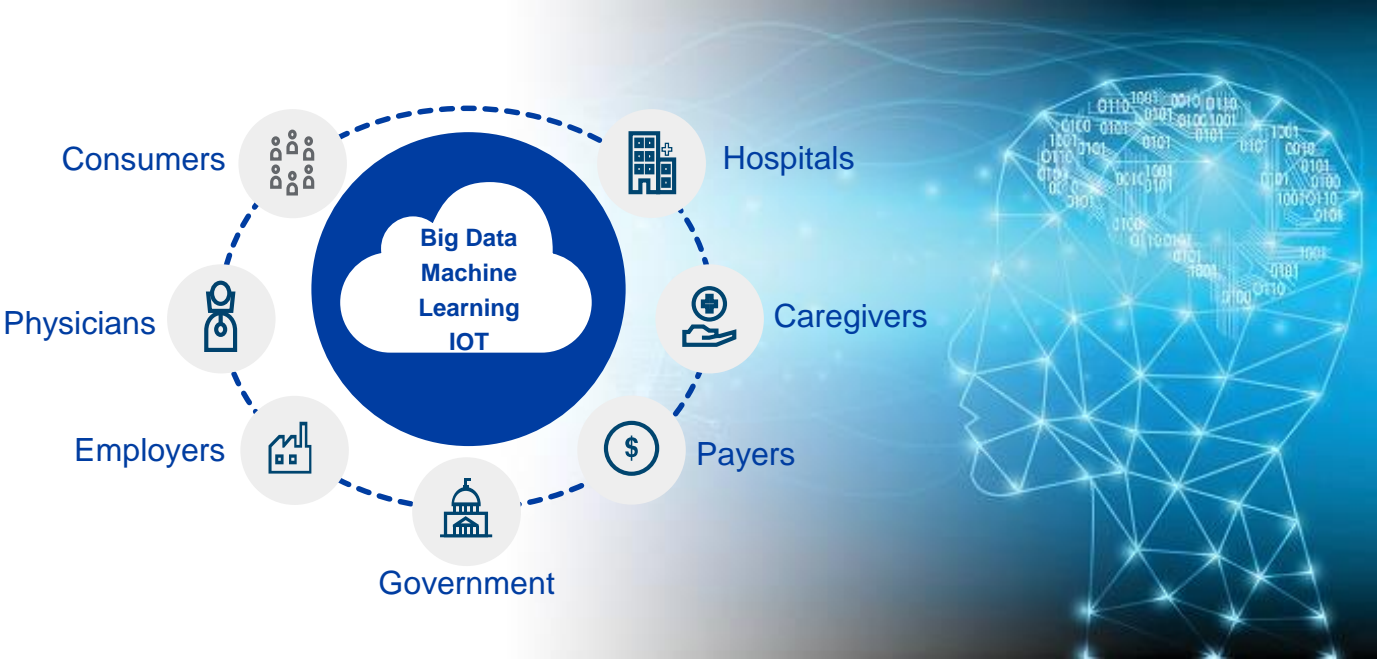 Consumers
Hospitals
Big Data
Machine
Learning
IOT
Physicians
Caregivers
Employers
$
Payers
Government